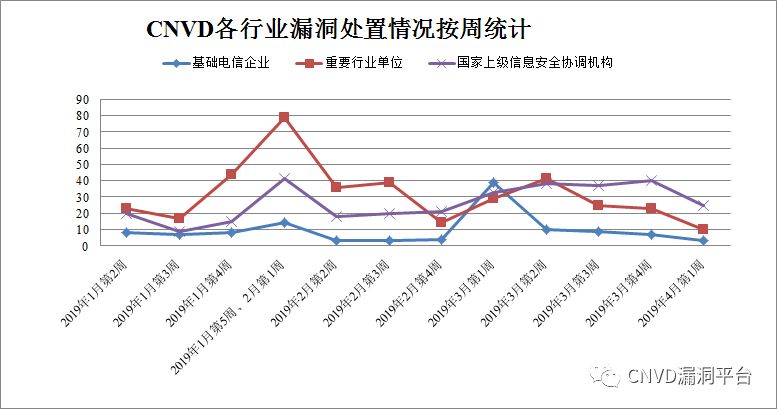 CNVD各行业漏洞处置情况按周统计
基础电信企业 重要行业单位 国家上级信息安全协调机构
90
80
70
60
50
40
30
20
10
0
2019年1月第2周
2019年1月第3周
2019年1月第4周
2019年1月第5周、2月第1周
2019年2月第2周
2019年2月第3周
2019年2月第4周
2019年3月第1周
2019年3月第2周
2019年3月第3周
2019年3月第4周
2019年4月第1周
CNVD漏洞平台